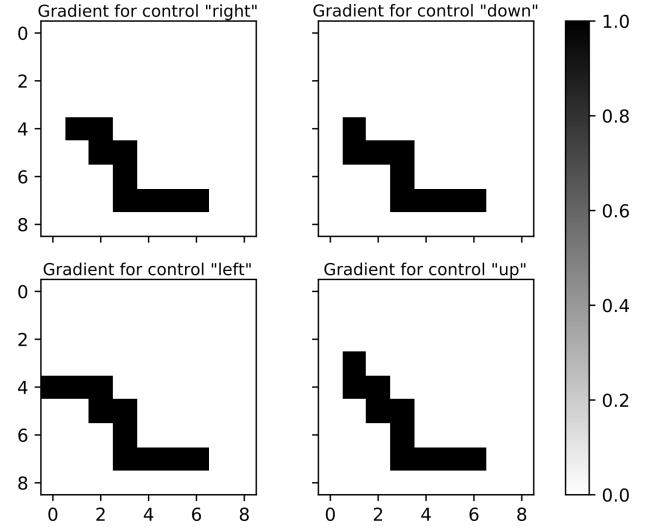 Gradient for control "right"
Gradient for control "down"
0
2
4
6
8
1.0
0.8
0.6
0.4
0.2
0.0
Gradient for control "left"
Gradient for control "up"
0
2
4
6
8
0 2 4 6 8
0 2 4 6 8